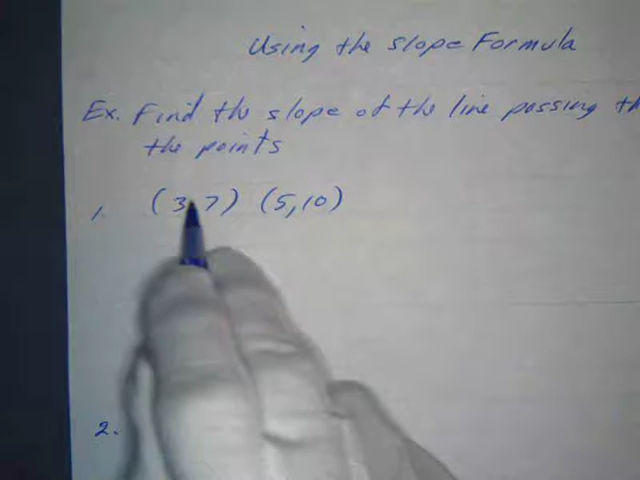 Using the Slope Formula
Ex. Find the slope of the line passing
the points
1. (3 7) (5,10)
2.